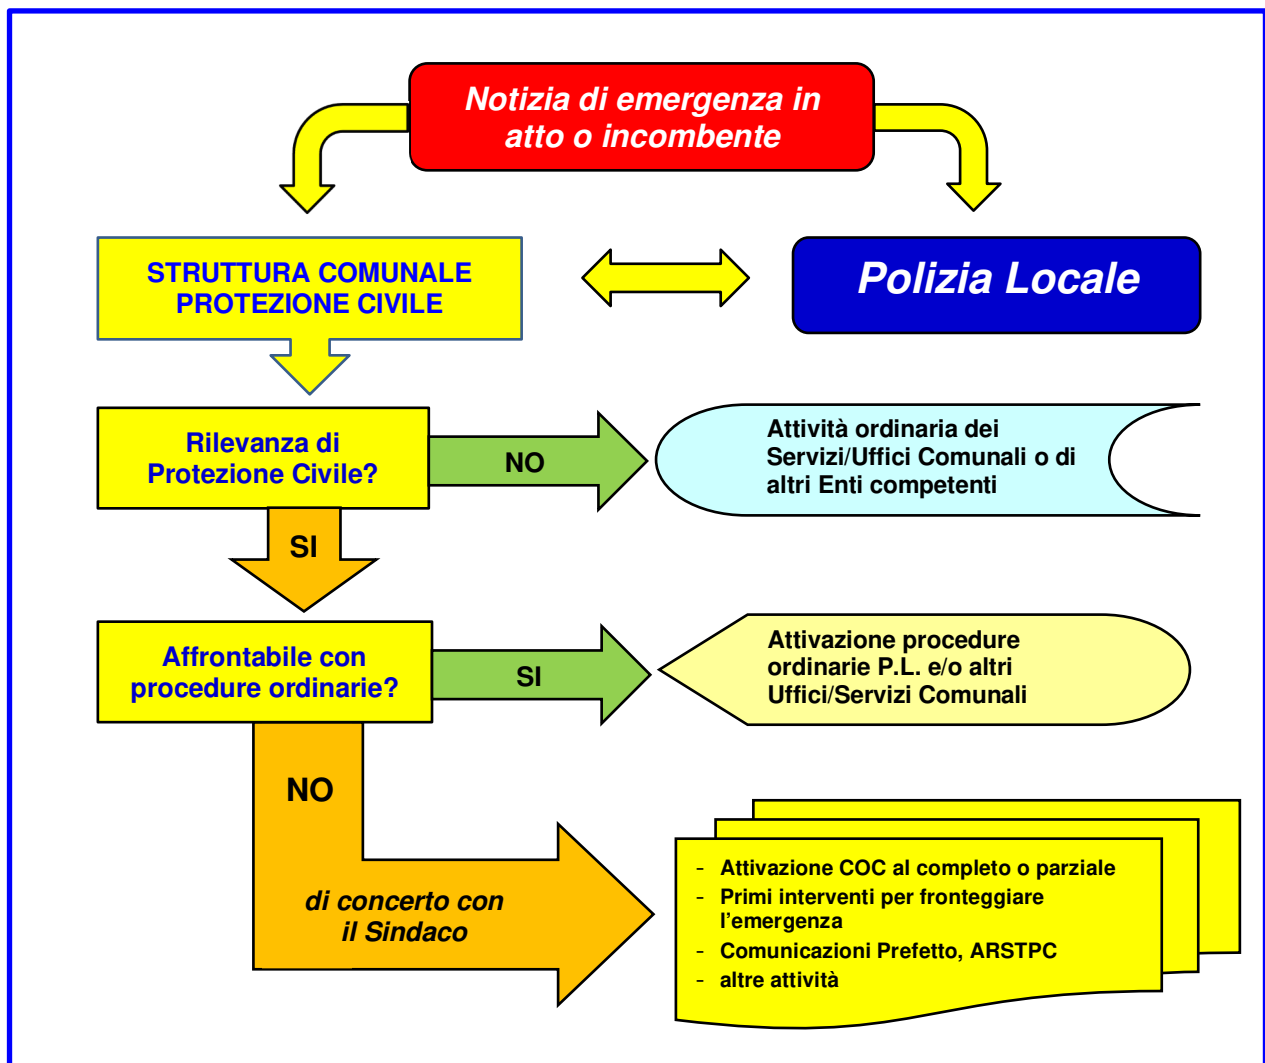 Notizia di emergenza in
atto o incombente
STRUTTURA COMUNALE
PROTEZIONE CIVILE
Polizia Locale
Rilevanza di
Protezione Civile?
NO
Attività ordinaria dei
Servizi/Uffici Comunali o di
altri Enti competenti
SI
Affrontabile con
procedure ordinarie?
SI
Attivazione procedure
ordinarie P.L. e/o altri
Uffici/Servizi Comunali
NO
di concerto con
il Sindaco
- Attivazione COC al completo o parziale
- Primi interventi per fronteggiare
l'emergenza
- Comunicazioni Prefetto, ARSTPC
- altre attività